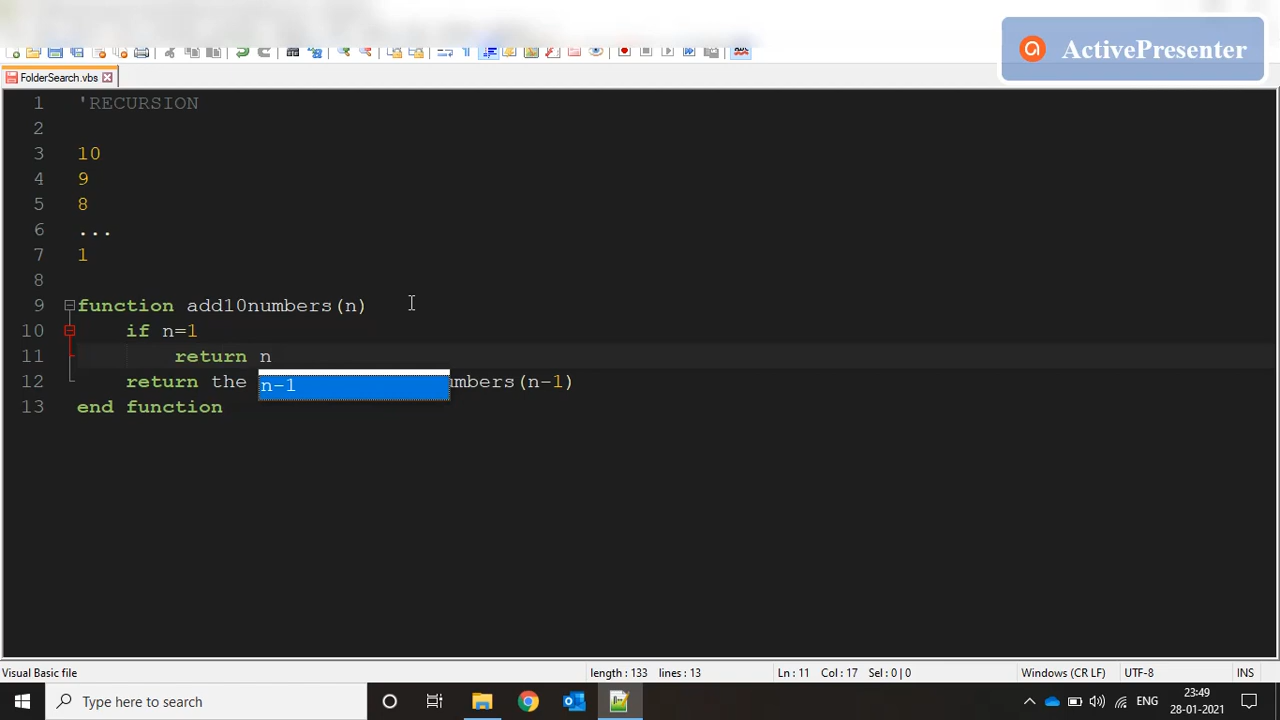 ActivePresenter
FolderSearch.vbs
1 'RECURSION
2
3 10
4 9
5 8
6 ...
7 1
8
9 function add10numbers(n)
10 if n=1
11 return n
n-1
12 return the umbers(n-1)
13 end function
Visual Basic file length : 133 lines : 13 Ln : 11 Col : 17 Sel : 0 | 0 Windows (CR LF) UTF-8 INS
Type here to search ENG 23:49
28-01-2021